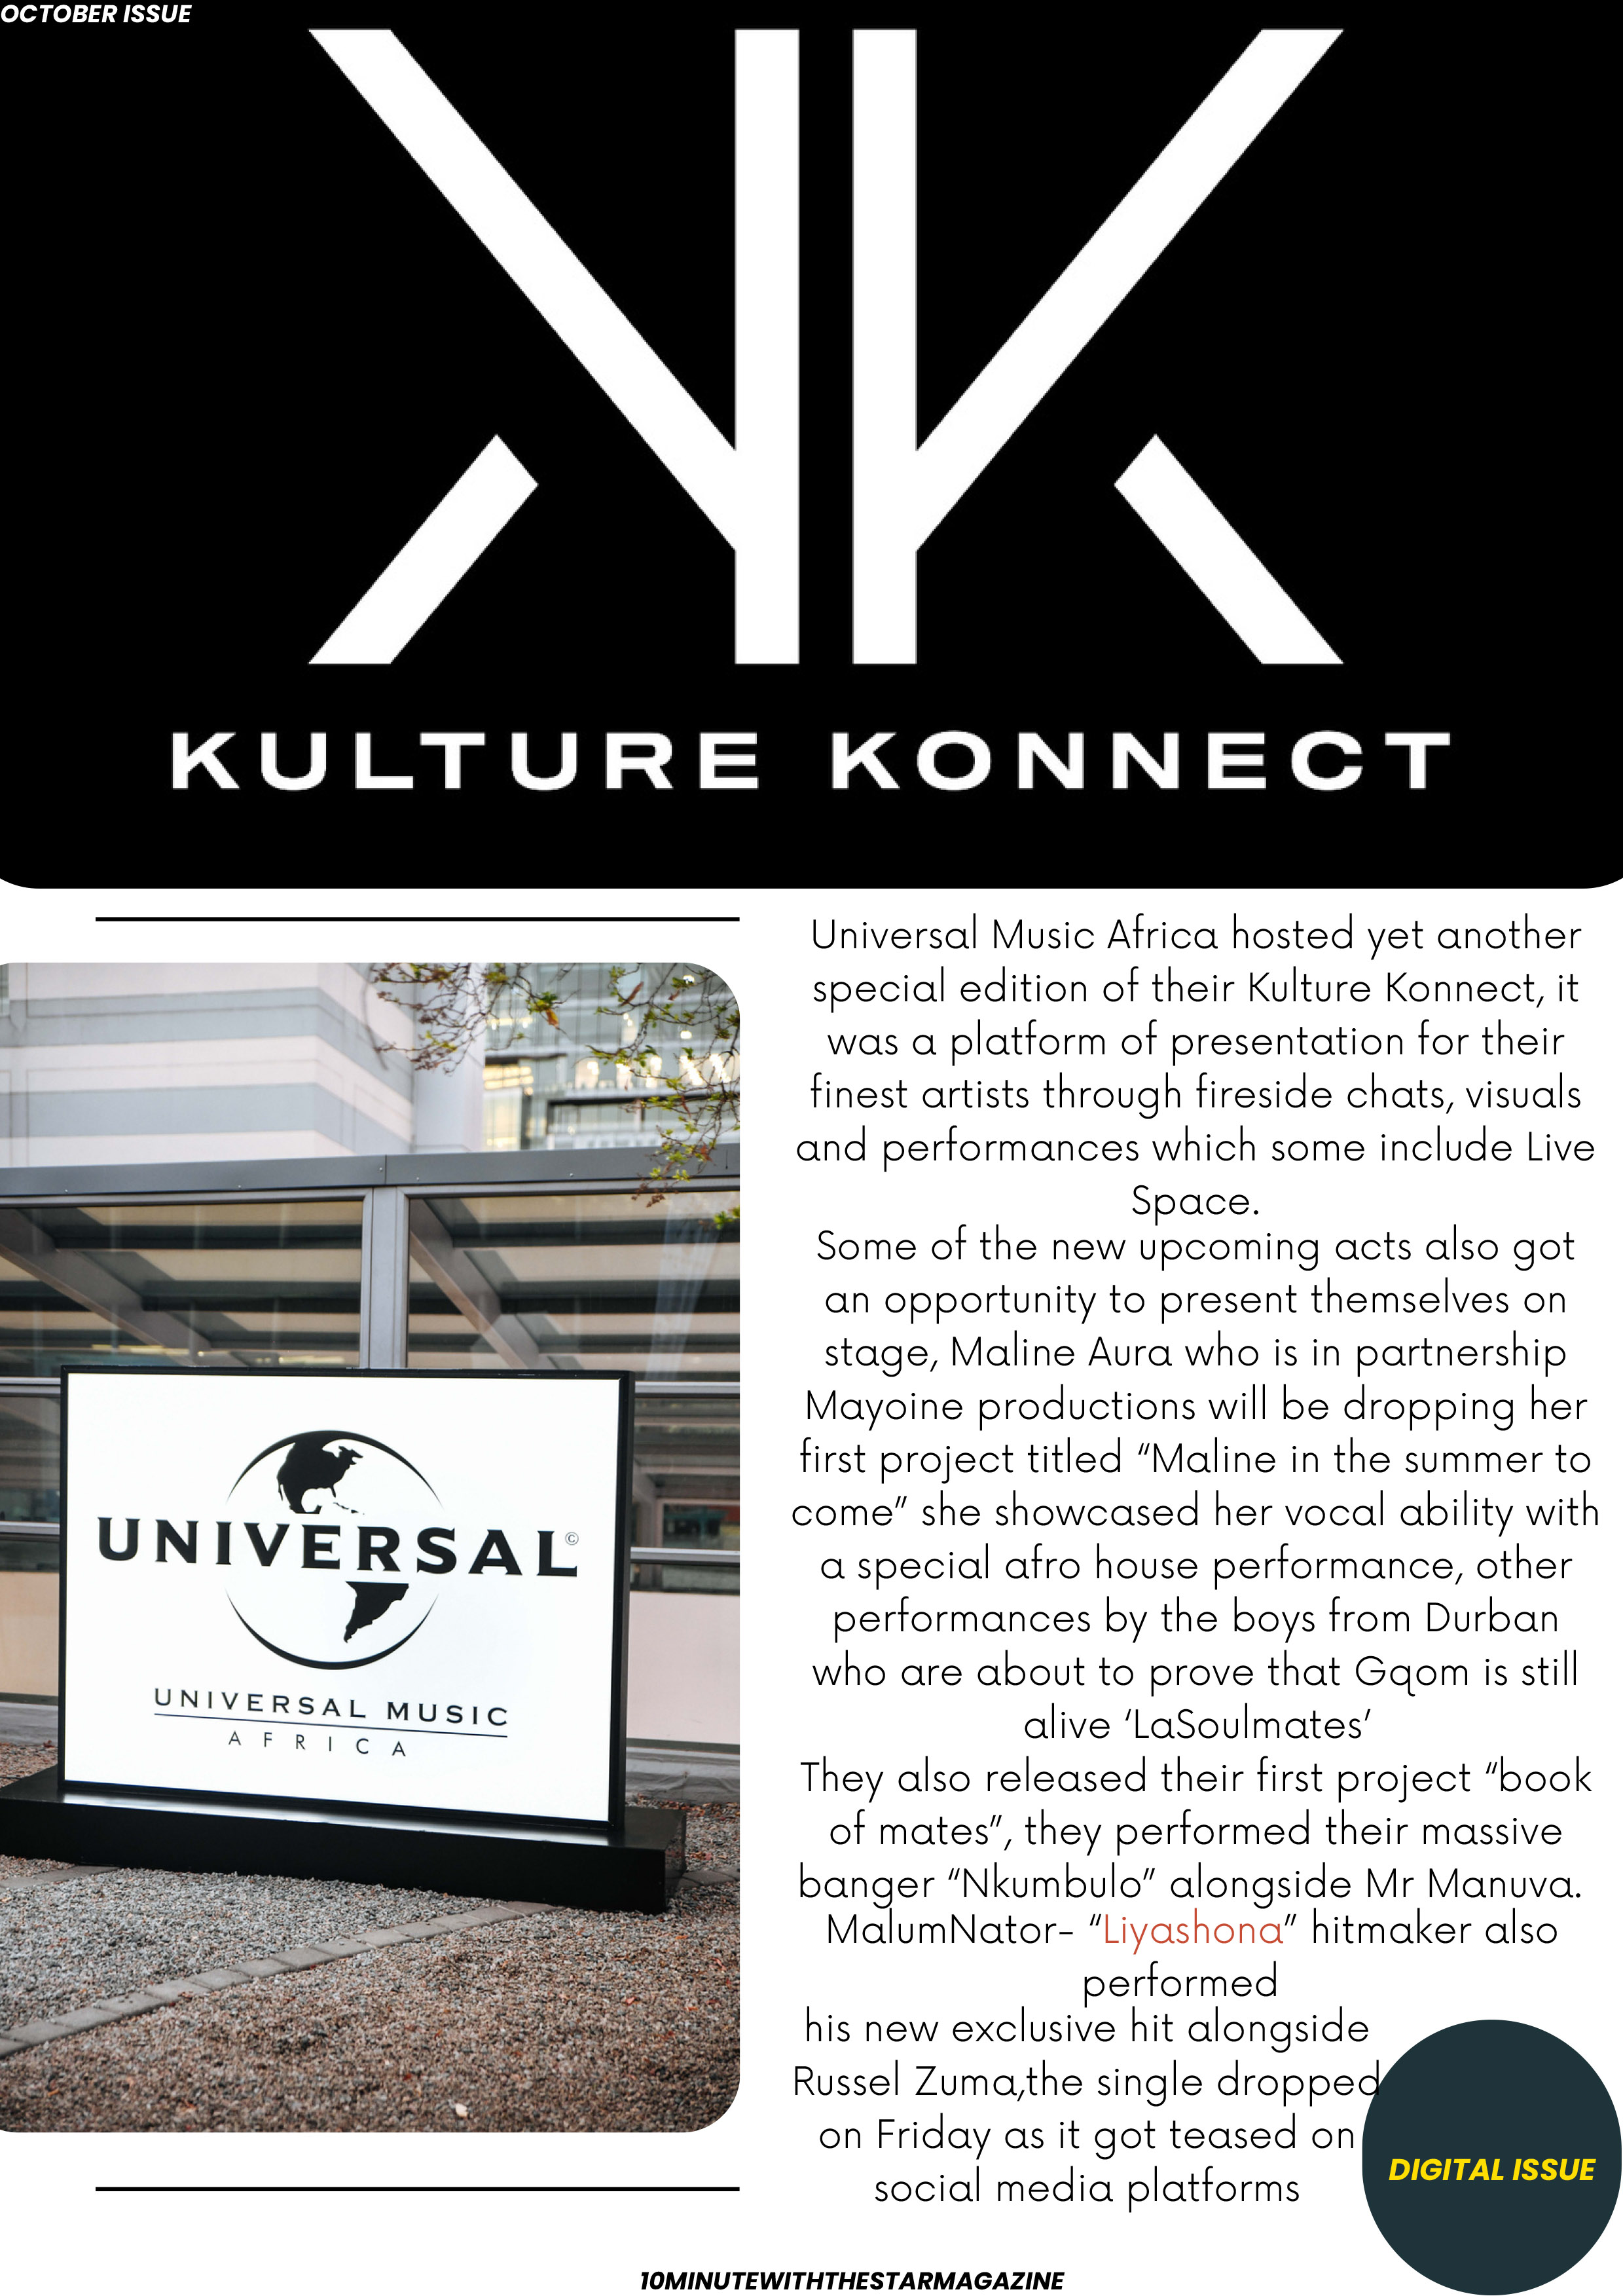 OCTOBER ISSUE
KULTURE KONNECT
UNIVERSAL©
UNIVERSAL MUSIC
AFRICA
Universal Music Africa hosted yet another
special edition of their Kulture Konnect, it
was a platform of presentation for their
finest artists through fireside chats, visuals
and performances which some include Live
Space.
Some of the new upcoming acts also got
an opportunity to present themselves on
stage, Maline Aura who is in partnership
Mayoine productions will be dropping her
first project titled “Maline in the summer to
come” she showcased her vocal ability with
a special afro house performance, other
performances by the boys from Durban
who are about to prove that Gqom is still
alive ‘LaSoulmates’
They also released their first project “book
of mates”, they performed their massive
banger “Nkumbulo” alongside Mr Manuva.
MalumNator- “Liyashona” hitmaker also
performed
his new exclusive hit alongside
Russel Zuma,the single dropped
on Friday as it got teased on
social media platforms
DIGITAL ISSUE
10MINUTEWITHTHESTARMAGAZINE